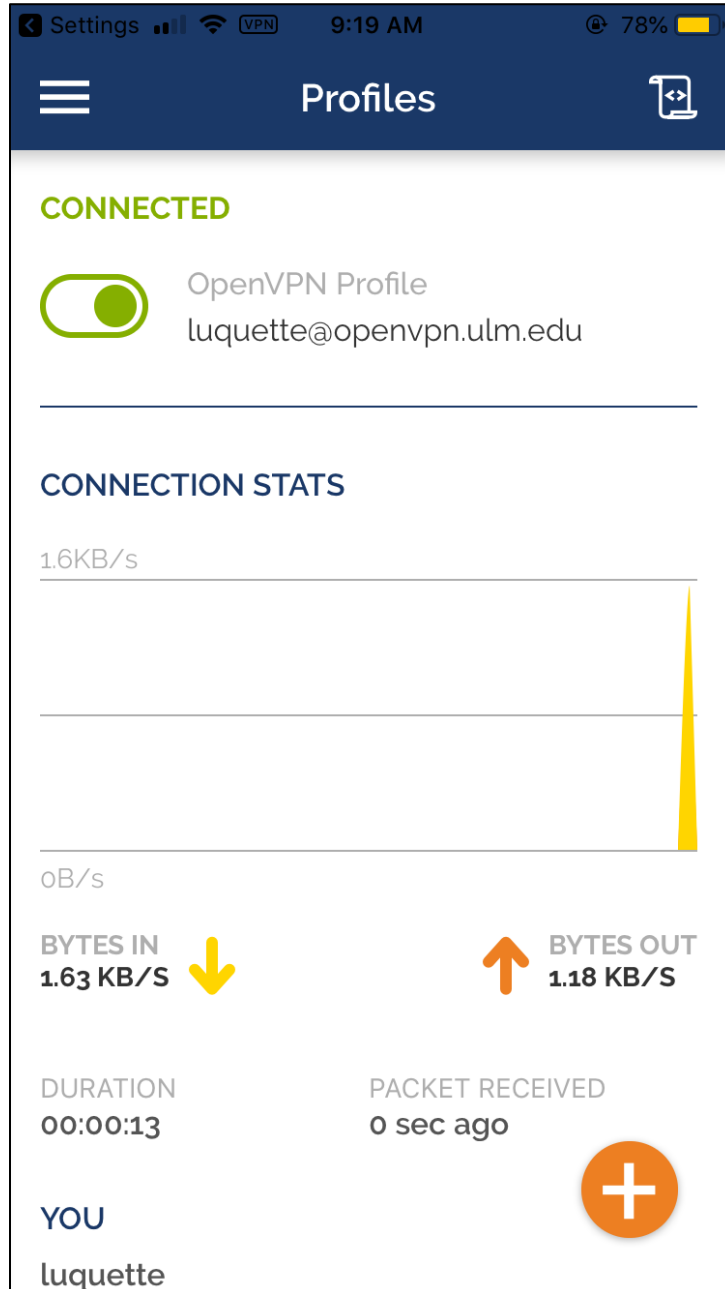 Settings VPN 9:19 AM 78%
Profiles
CONNECTED
OpenVPN Profile
luquette@openvpn.ulm.edu
CONNECTION STATS
1.6KB/s
0B/s
BYTES IN BYTES OUT
1.63 KB/S 1.18 KB/S
DURATION PACKET RECEIVED
00:00:13 0 sec ago
YOU
luquette